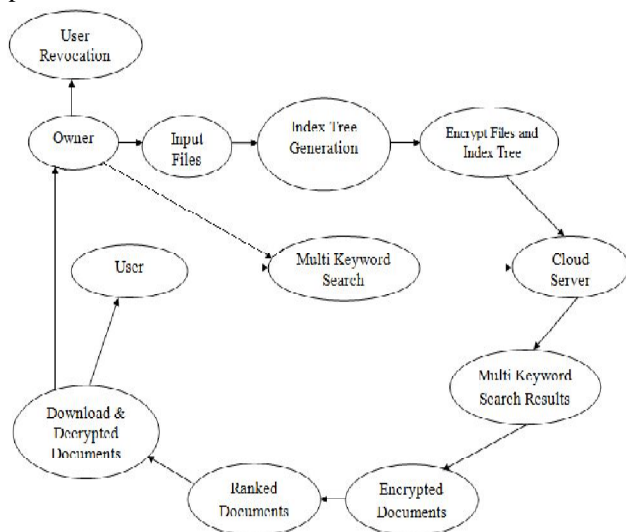 User
Revocation
Owner
Input
Files
Index Tree
Generation
Encrypt Files and
Index Tree
User
Multi Keyword
Search
Cloud
Server
Multi Keyword
Search Results
Download &
Decrypted
Documents
Ranked
Documents
Encrypted
Documents